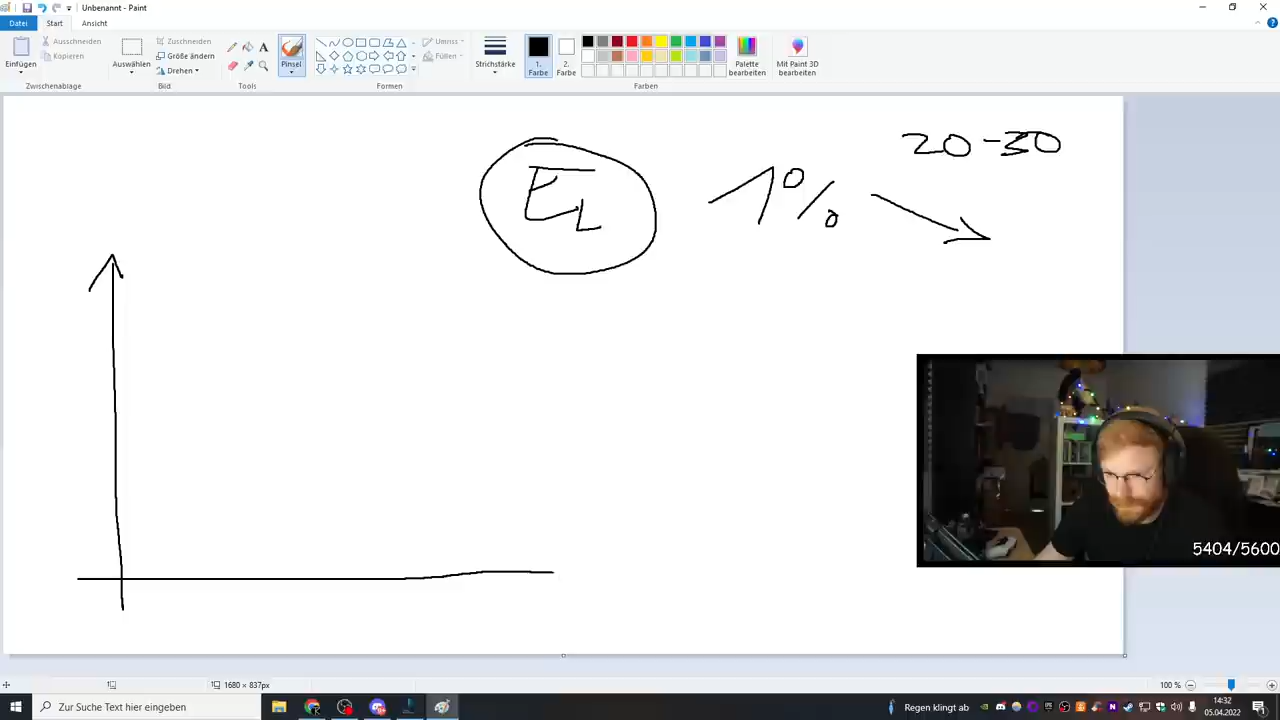 Unbenannt - Paint
Datei Start Ansicht
Einfügen
Ausschneiden
Kopieren
Zwischenablage
Auswählen
Zuschneiden
Größe ändern
Drehen
Bild
Tools
Pinsel
Formen
Umriss
Füllen
Strichstärke
1. Farbe
2. Farbe
Farben
Palette bearbeiten
Mit Paint 3D bearbeiten
20-30
EL 1%
5404/5600
1680 × 837px
100 %
Zur Suche Text hier eingeben
Regen klingt ab
14:32
05.04.2022